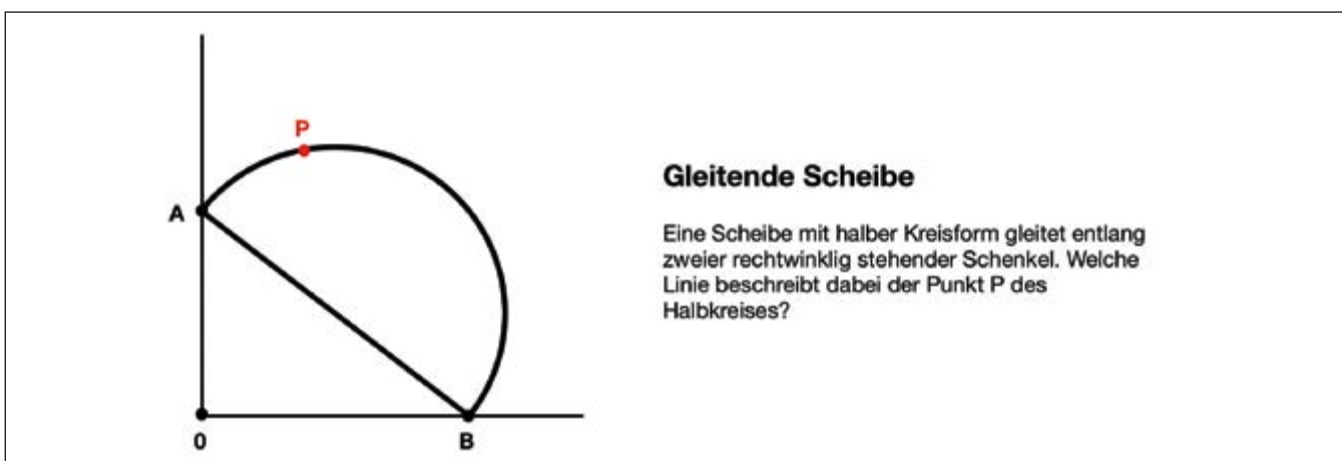 P
Gleitende Scheibe
A
Eine Scheibe mit halber Kreisform gleitet entlang
zweier rechtwinklig stehender Schenkel. Welche
Linie beschreibt dabei der Punkt P des
Halbkreises?
0
B